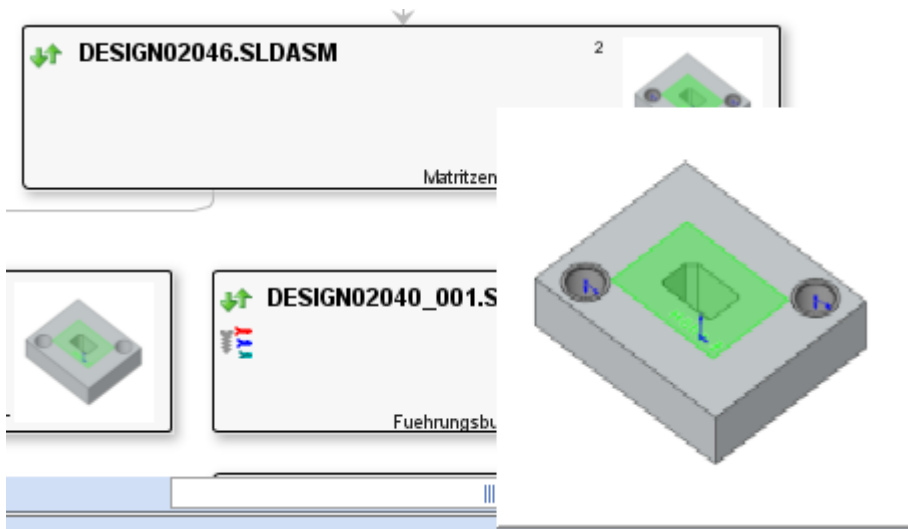 DESIGN02046.SLDASM
2
Matritzen
DESIGN02040_001.S
Fuehrungsbu